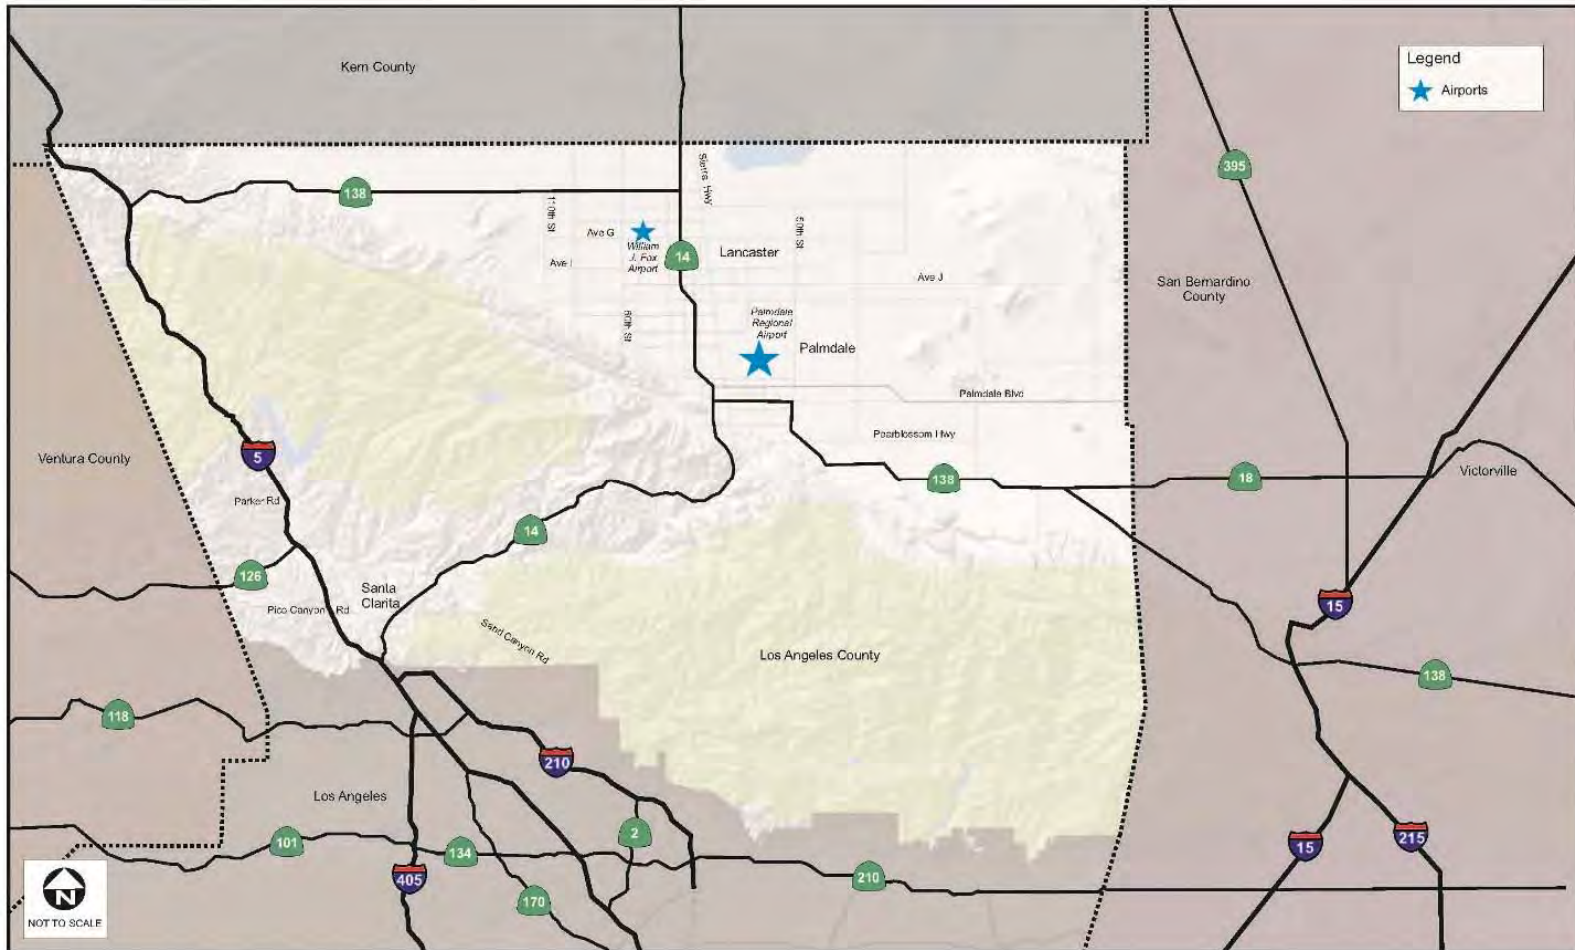 Kern County
Legend
Airports
395
138
Sierra Hwy
110th St
50th St
Ave G
William
J. Fox
Airport
14
Lancaster
Ave I
Ave J
San Bernardino
County
60th St
Palmdale
Regional
Airport
Palmdale
Palmdale Blvd
Pearblossom Hwy
Ventura County
5
138
18
Victorville
Parker Rd
14
126
Santa
Clarita
Pico Canyon Rd
15
Sand Canyon Rd
Los Angeles County
138
118
210
Los Angeles
101
134
2
15
215
405
210
170
N
NOT TO SCALE